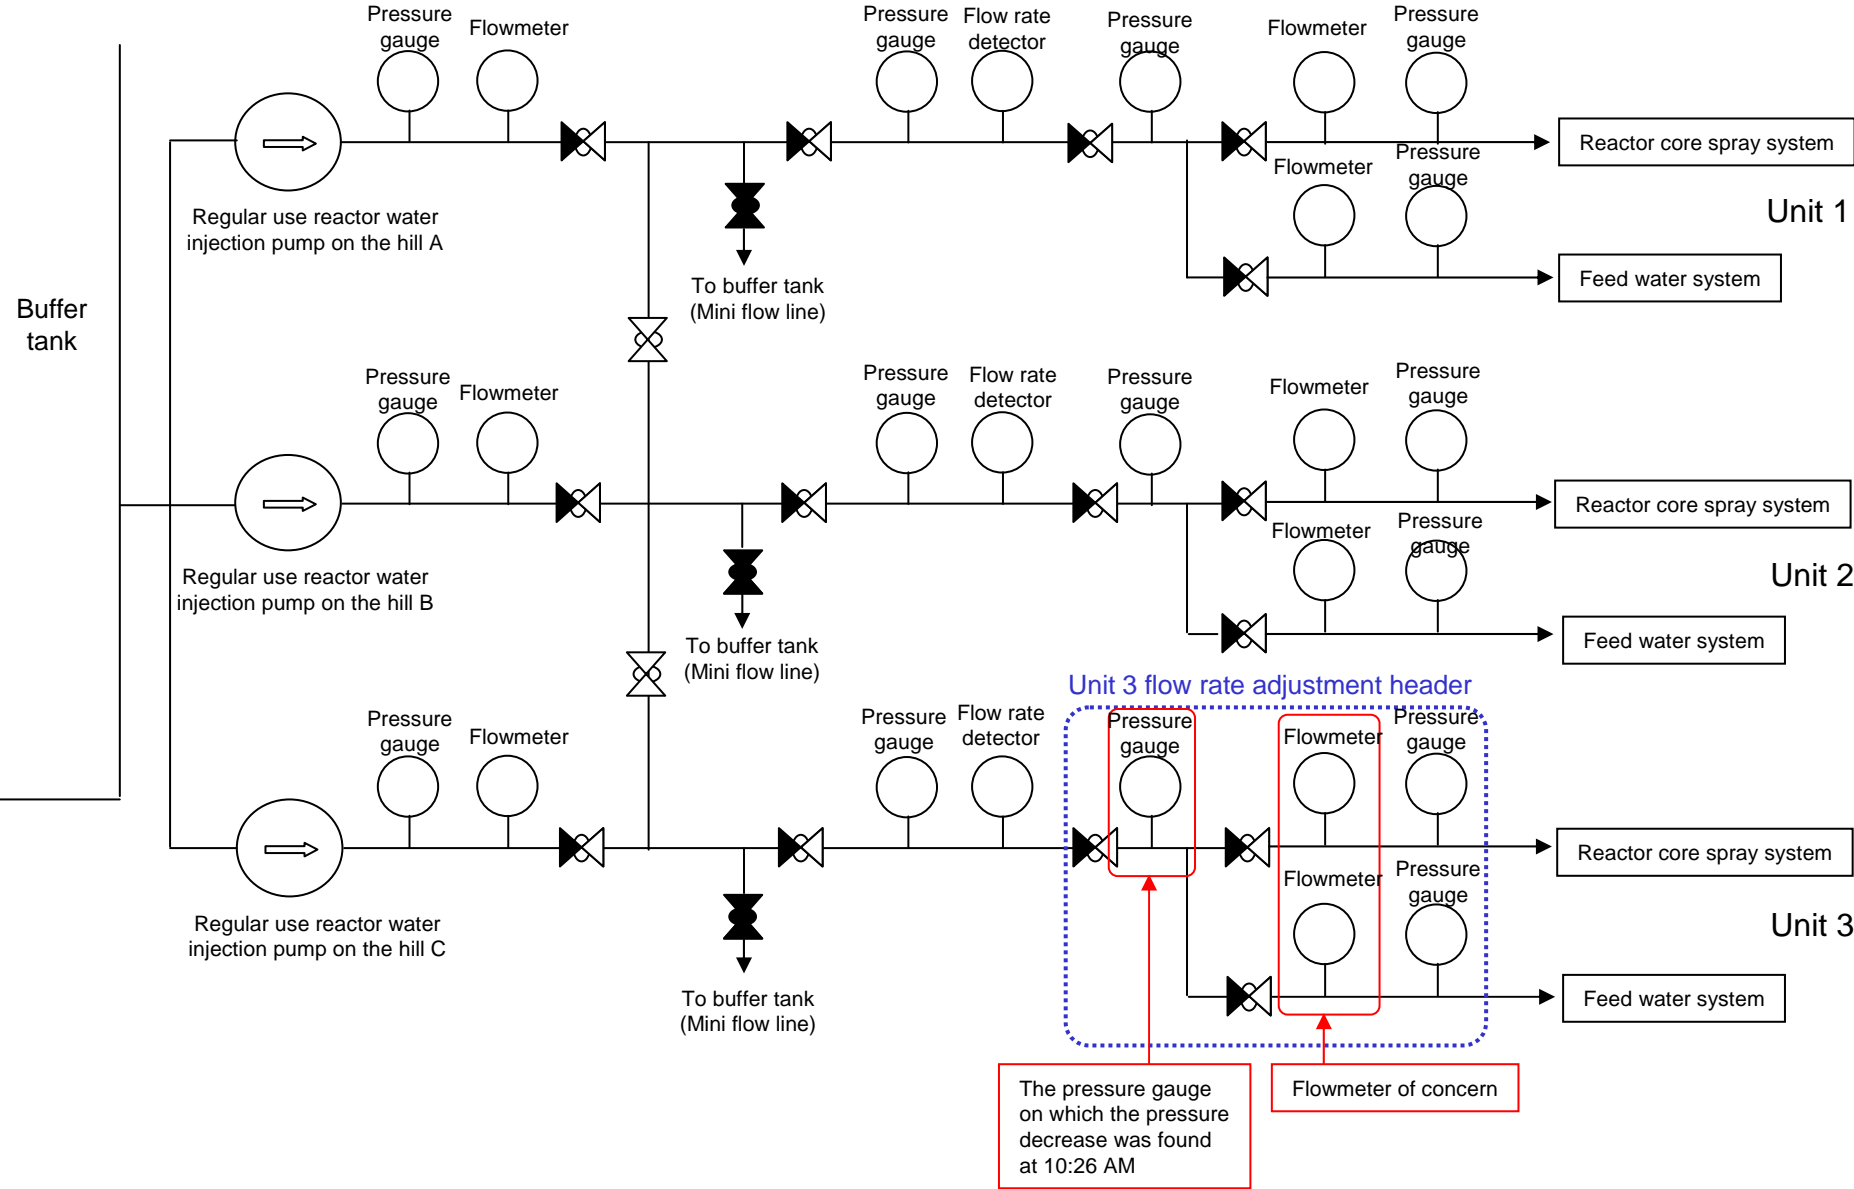 Pressure
gauge
Flowmeter
Pressure
gauge
Flow rate
detector
Pressure
gauge
Flowmeter
Pressure
gauge
Reactor core spray system
Flowmeter
Pressure
gauge
Unit 1
Regular use reactor water
injection pump on the hill A
To buffer tank
(Mini flow line)
Feed water system
Buffer
tank
Pressure
gauge
Flowmeter
Pressure
gauge
Flow rate
detector
Pressure
gauge
Flowmeter
Pressure
gauge
Reactor core spray system
Flowmeter
Pressure
gauge
Unit 2
Regular use reactor water
injection pump on the hill B
To buffer tank
(Mini flow line)
Feed water system
Unit 3 flow rate adjustment header
Pressure
gauge
Flowmeter
Pressure
gauge
Flow rate
detector
Pressure
gauge
Flowmeter
Pressure
gauge
Reactor core spray system
Flowmeter
Pressure
gauge
Unit 3
Regular use reactor water
injection pump on the hill C
To buffer tank
(Mini flow line)
Feed water system
The pressure gauge
on which the pressure
decrease was found
at 10:26 AM
Flowmeter of concern